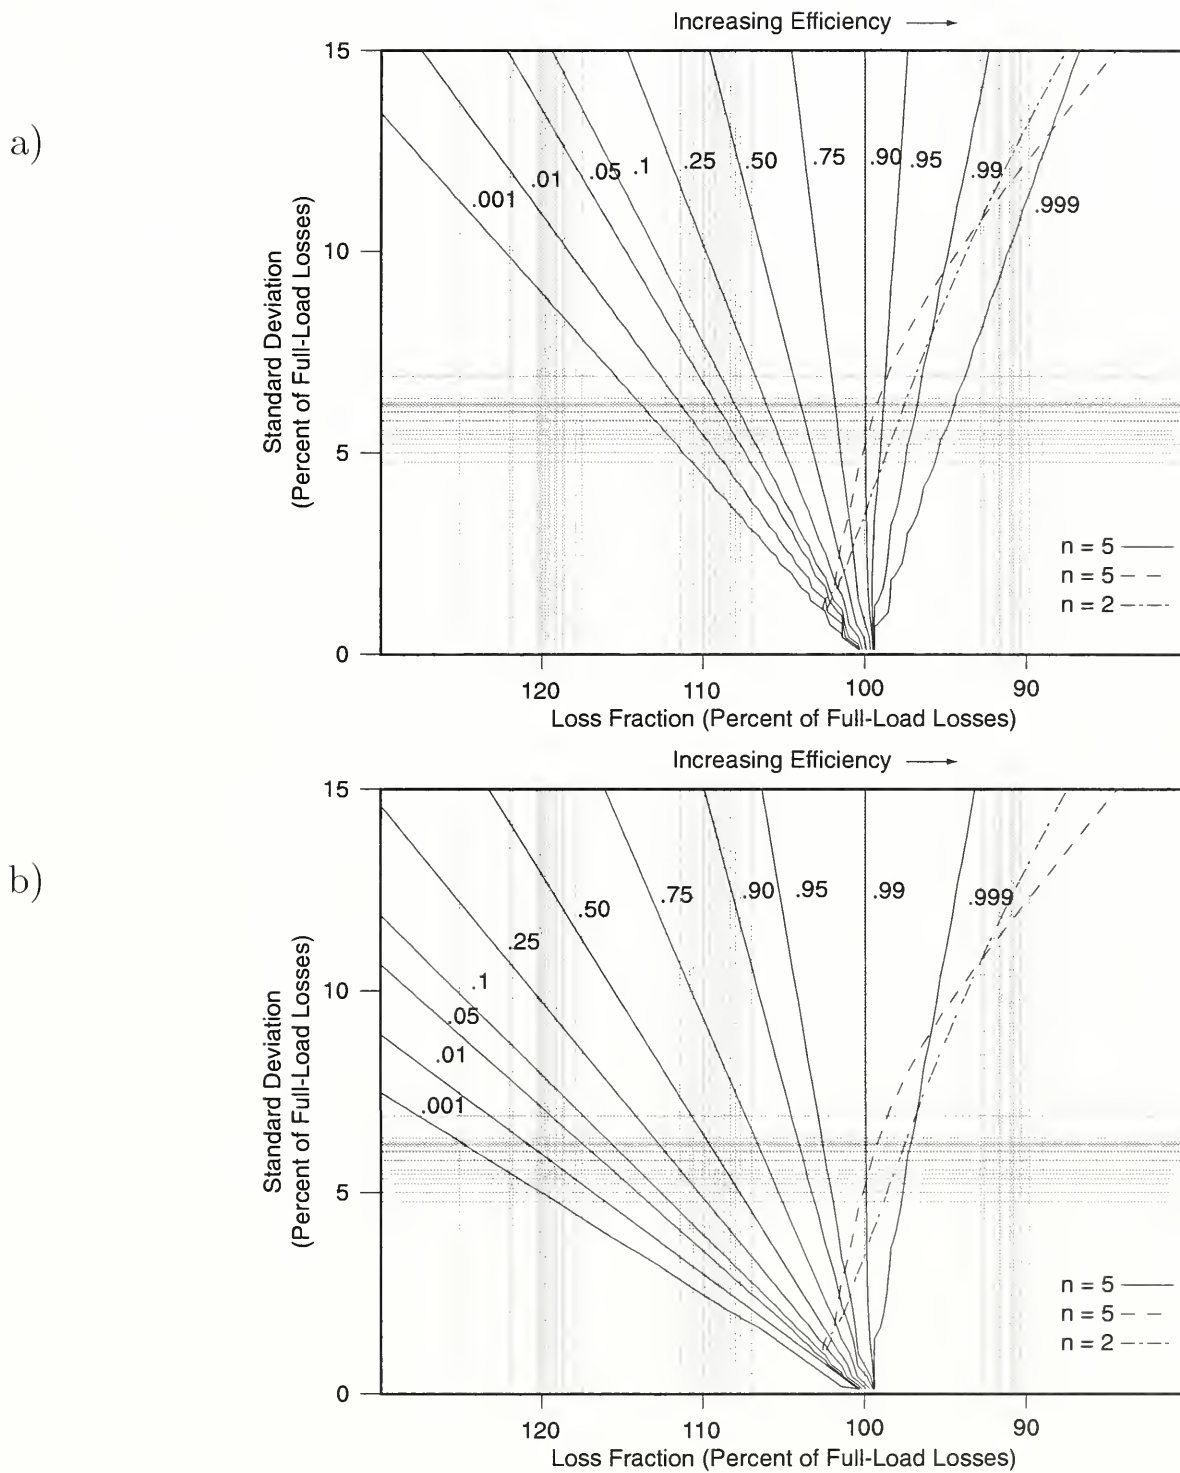 Increasing Efficiency
a)
15
10
5
0
Standard Deviation
(Percent of Full-Load Losses)
.001
.01
.05
.1
.25
.50
.75
.90
.95
.99
.999
n = 5
n = 5
n = 2
120
110
100
90
Loss Fraction (Percent of Full-Load Losses)
Increasing Efficiency
b)
15
10
5
0
Standard Deviation
(Percent of Full-Load Losses)
.001
.01
.05
.1
.25
.50
.75
.90
.95
.99
.999
n = 5
n = 5
n = 2
120
110
100
90
Loss Fraction (Percent of Full-Load Losses)